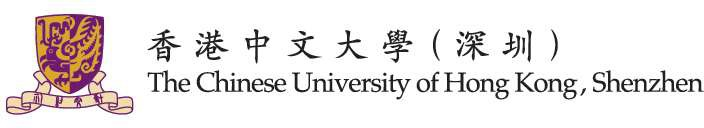 香港中文大學（深圳）
The Chinese University of Hong Kong, Shenzhen